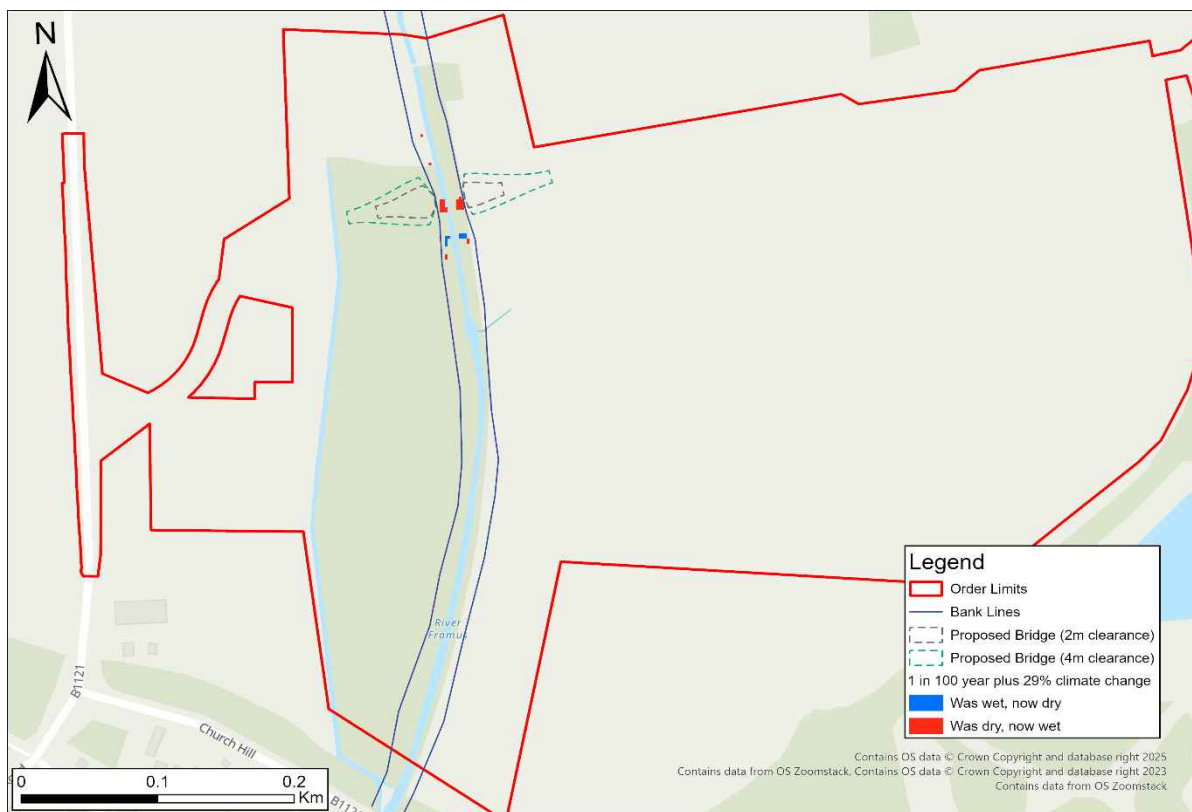 N
River
Fromus
B1121
Church Hill
B1121
0
0.1
0.2
Km
Legend
Order Limits
Bank Lines
Proposed Bridge (2m clearance)
Proposed Bridge (4m clearance)
1 in 100 year plus 29% climate change
Was wet, now dry
Was dry, now wet
Contains OS data © Crown Copyright and database right 2025
Contains data from OS Zoomstack, Contains OS data © Crown Copyright and database right 2023
Contains data from OS Zoomstack